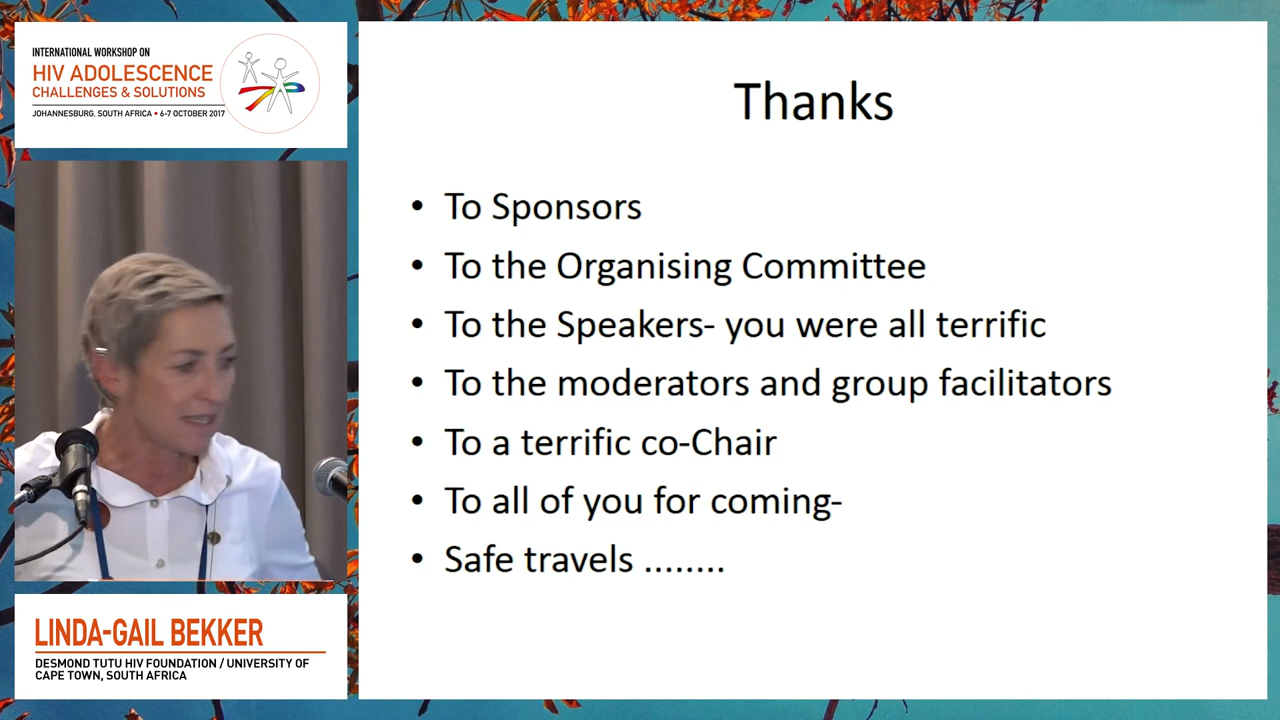 INTERNATIONAL WORKSHOP ON
HIV ADOLESCENCE
CHALLENGES & SOLUTIONS
JOHANNESBURG, SOUTH AFRICA • 6-7 OCTOBER 2017
Thanks
• To Sponsors
• To the Organising Committee
• To the Speakers- you were all terrific
• To the moderators and group facilitators
• To a terrific co-Chair
• To all of you for coming-
• Safe travels ........
LINDA-GAIL BEKKER
DESMOND TUTU HIV FOUNDATION / UNIVERSITY OF
CAPE TOWN, SOUTH AFRICA